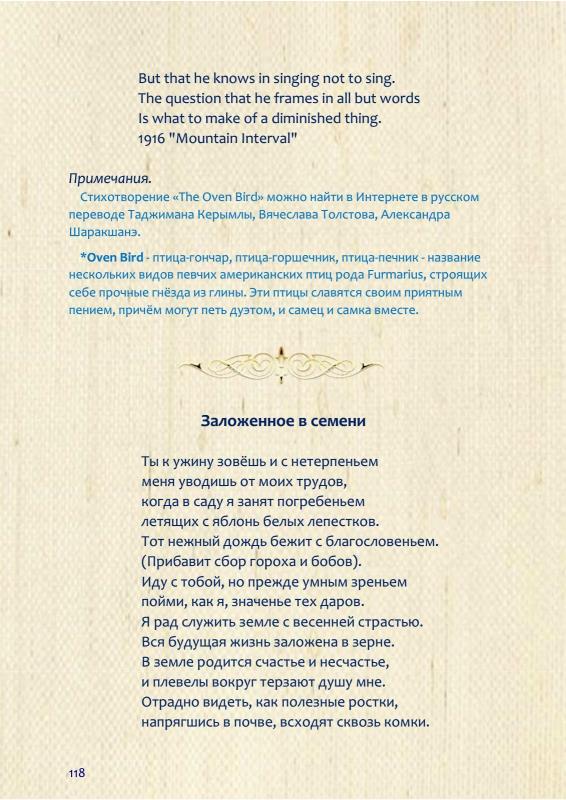 But that he knows in singing not to sing.
The question that he frames in all but words
Is what to make of a diminished thing.
1916 "Mountain Interval"
Примечания.
Стихотворение «The Oven Bird» можно найти в Интернете в русском
переводе Таджимана Керымлы, Вячеслава Толстова, Александра
Шаракшанэ.
*Oven Bird - птица-гончар, птица-горшечник, птица-печник - название
нескольких видов певчих американских птиц рода Furmarius, строящих
себе прочные гнёзда из глины. Эти птицы славятся своим приятным
пением, причём могут петь дуэтом, и самец и самка вместе.
Заложенное в семени
Ты к ужину зовёшь и с нетерпеньем
меня уводишь от моих трудов,
когда в саду я занят погребеньем
летящих с яблонь белых лепестков.
Тот нежный дождь бежит с благословеньем.
(Прибавит сбор гороха и бобов).
Иду с тобой, но прежде умным зреньем
пойми, как я, значенье тех даров.
Я рад служить земле с весенней страстью.
Вся будущая жизнь заложена в зерне.
В земле родится счастье и несчастье,
и плевелы вокруг терзают душу мне.
Отрадно видеть, как полезные ростки,
напрягшись в почве, всходят сквозь комки.
118